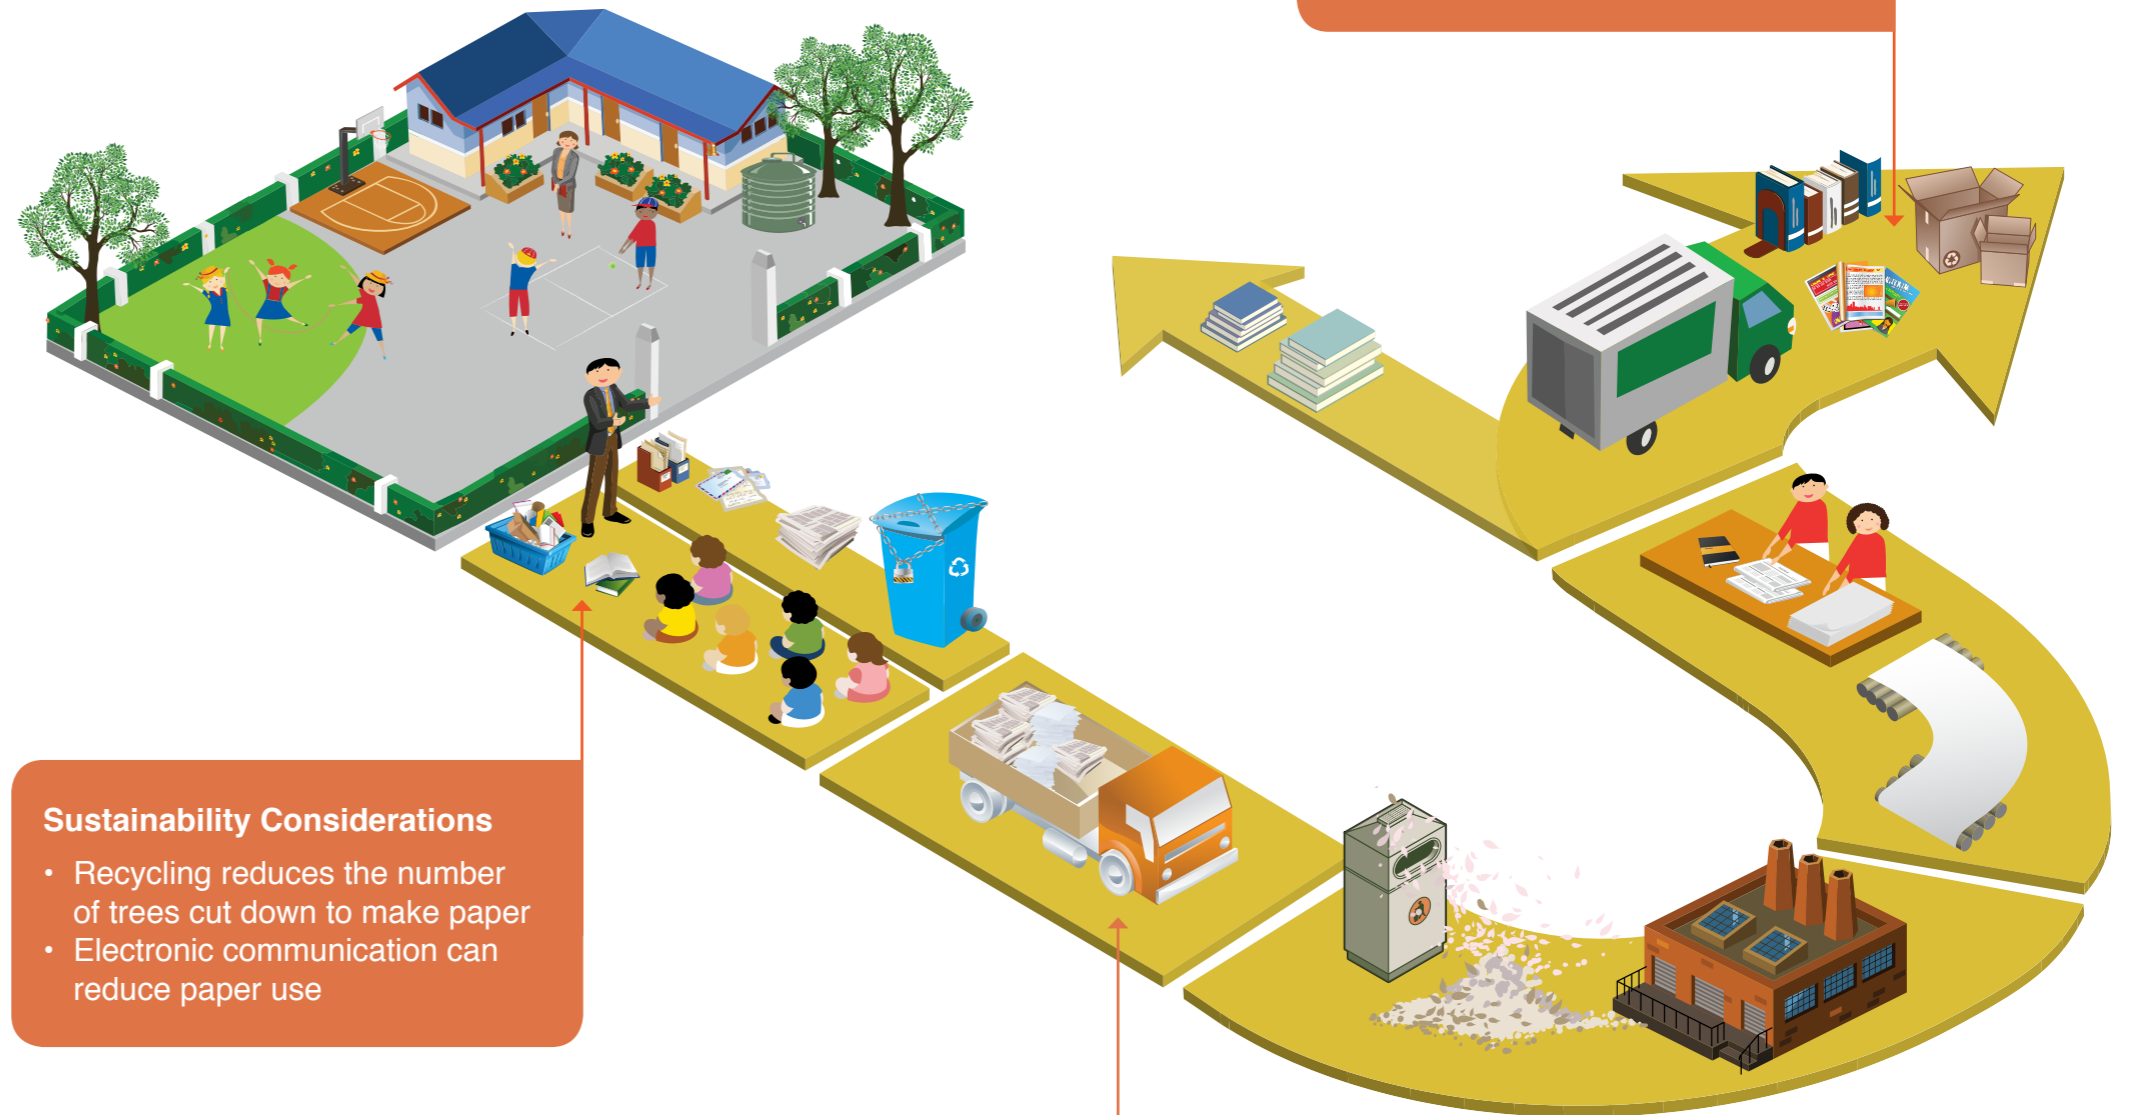 Sustainability Considerations
• Recycling reduces the number
of trees cut down to make paper
• Electronic communication can
reduce paper use